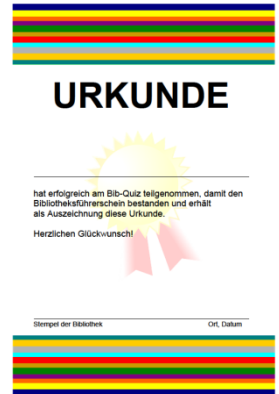 URKUNDE
hat erfolgreich am Bib-Quiz teilgenommen, damit den
Bibliotheksführerschein bestanden und erhält
als Auszeichnung diese Urkunde.
Herzlichen Glückwunsch!
Stempel der Bibliothek Ort, Datum